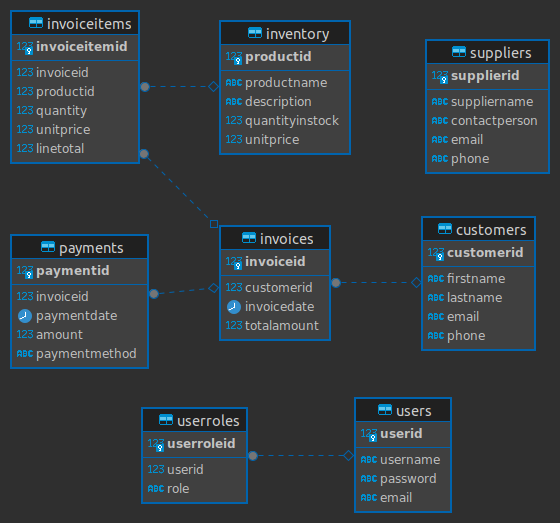 invoiceitems
123 invoiceitemid
123 invoiceid
123 productid
123 quantity
123 unitprice
123 linetotal
inventory
123 productid
ABC productname
ABC description
123 quantityinstock
123 unitprice
suppliers
123 supplierid
ABC suppliername
ABC contactperson
ABC email
ABC phone
payments
123 paymentid
123 invoiceid
paymentdate
123 amount
ABC paymentmethod
invoices
123 invoiceid
123 customerid
invoicedate
123 totalamount
customers
123 customerid
ABC firstname
ABC lastname
ABC email
ABC phone
userroles
123 userroleid
123 userid
ABC role
users
123 userid
ABC username
ABC password
ABC email